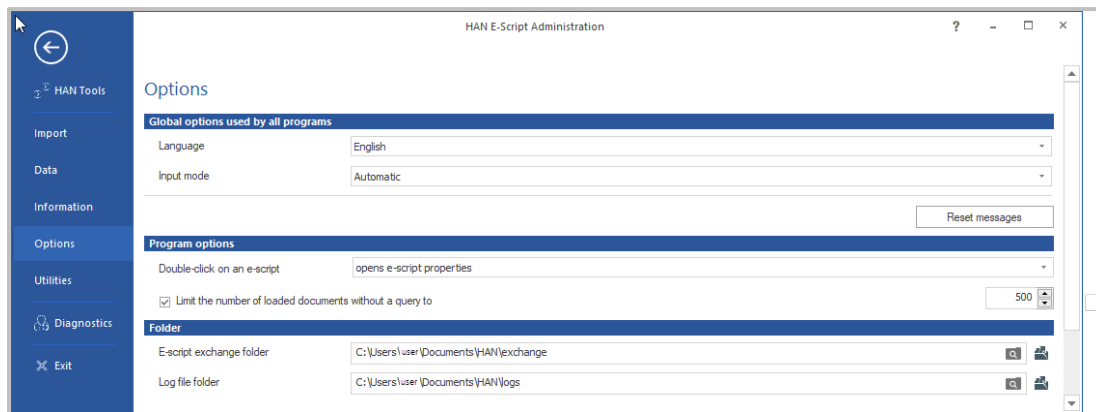 HAN E-Script Administration
?
HAN Tools
Import
Data
Information
Options
Utilities
Diagnostics
Exit
Options
Global options used by all programs
Language English
Input mode Automatic
Reset messages
Program options
Double-click on an e-script opens e-script properties
Limit the number of loaded documents without a query to 500
Folder
E-script exchange folder C:\Users\user\Documents\HAN\exchange
Log file folder C:\Users\user\Documents\HAN\logs